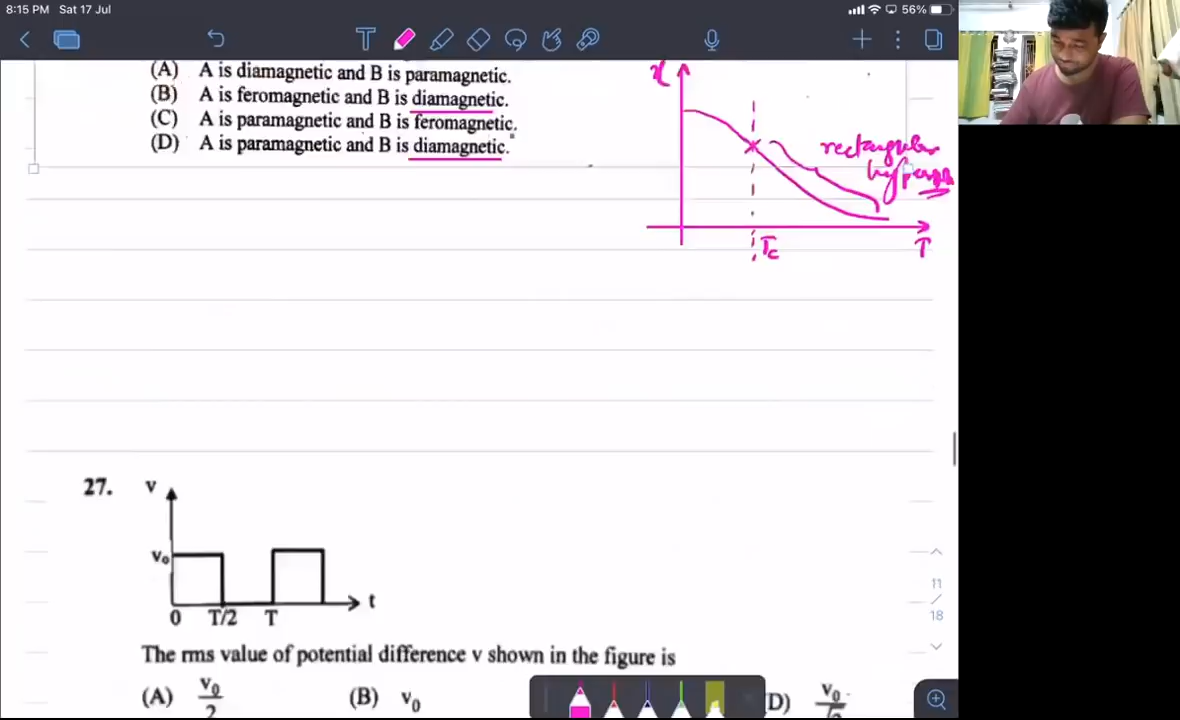 8:15 PM Sat 17 Jul
56%
(A) A is diamagnetic and B is paramagnetic.
(B) A is feromagnetic and B is diamagnetic.
(C) A is paramagnetic and B is feromagnetic.
(D) A is paramagnetic and B is diamagnetic.
χ
rectangular
Tc
T
27.
v
v₀
0 T/2 T
t
The rms value of potential difference v shown in the figure is
(A) v₀/2 (B) v₀ D) v₀
11
/
18